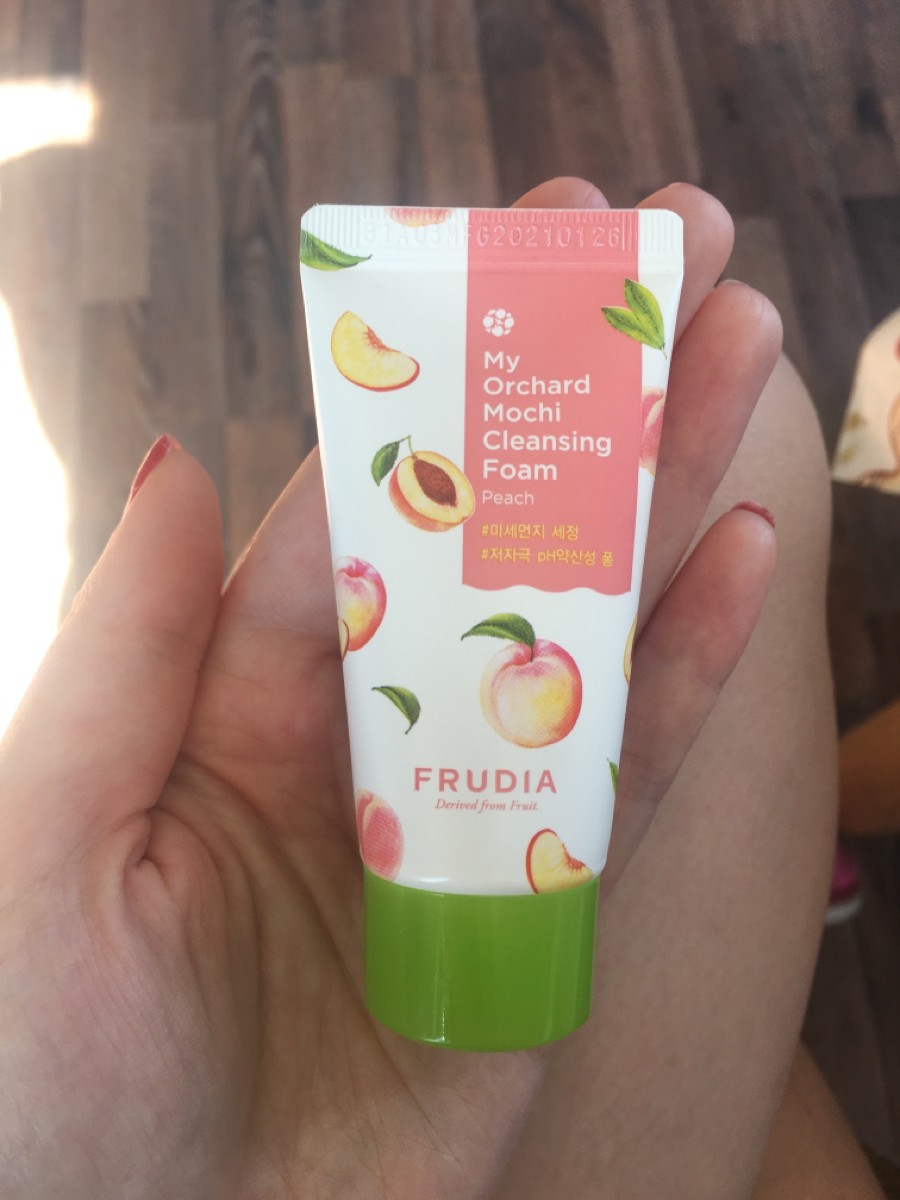 MFG20210126
My
Orchard
Mochi
Cleansing
Foam
Peach
#미세먼지 세정
#저자극 pH약산성 폼
FRUDIA
Derived from Fruit